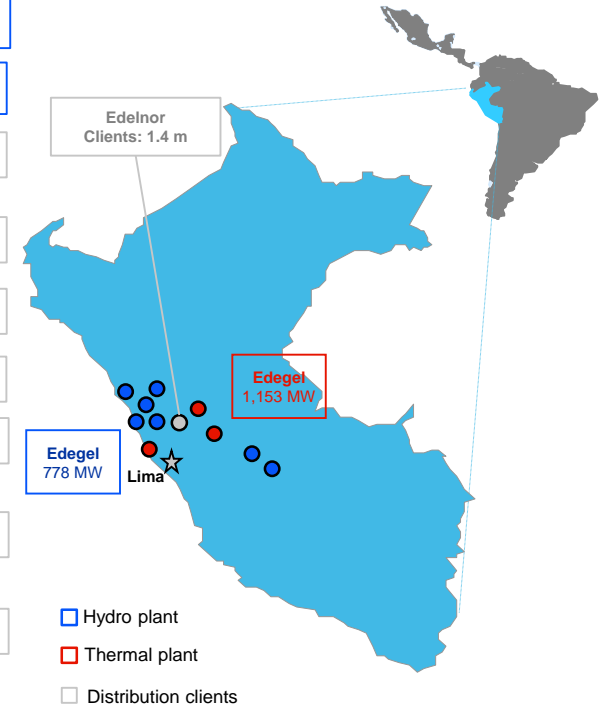 Edelnor
Clients: 1.4 m
Edegel
1,153 MW
Edegel
778 MW
Lima
Hydro plant
Thermal plant
Distribution clients